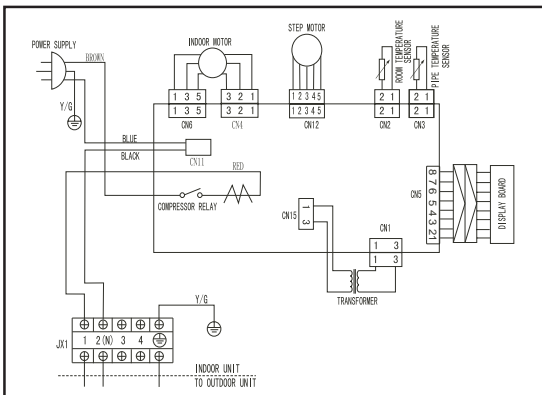 POWER SUPPLY
BROWN
Y/G
INDOOR MOTOR
STEP MOTOR
ROOM TEMPERATURE
SENSOR
PIPE TEMPERATURE
SENSOR
1 3 5
3 2 1
1 2 3 4 5
2 1
2 1
1 3 5
3 2 1
1 2 3 4 5
2 1
2 1
CN6
CN4
CN12
CN2
CN3
BLUE
BLACK
CN11
RED
COMPRESSOR RELAY
CN5
8 7 6 5 4 3 2 1
DISPLAY BOARD
CN15
1 3
CN1
1 3
1 3
TRANSFORMER
Y/G
JX1
1 2(N) 3 4
INDOOR UNIT
TO OUTDOOR UNIT